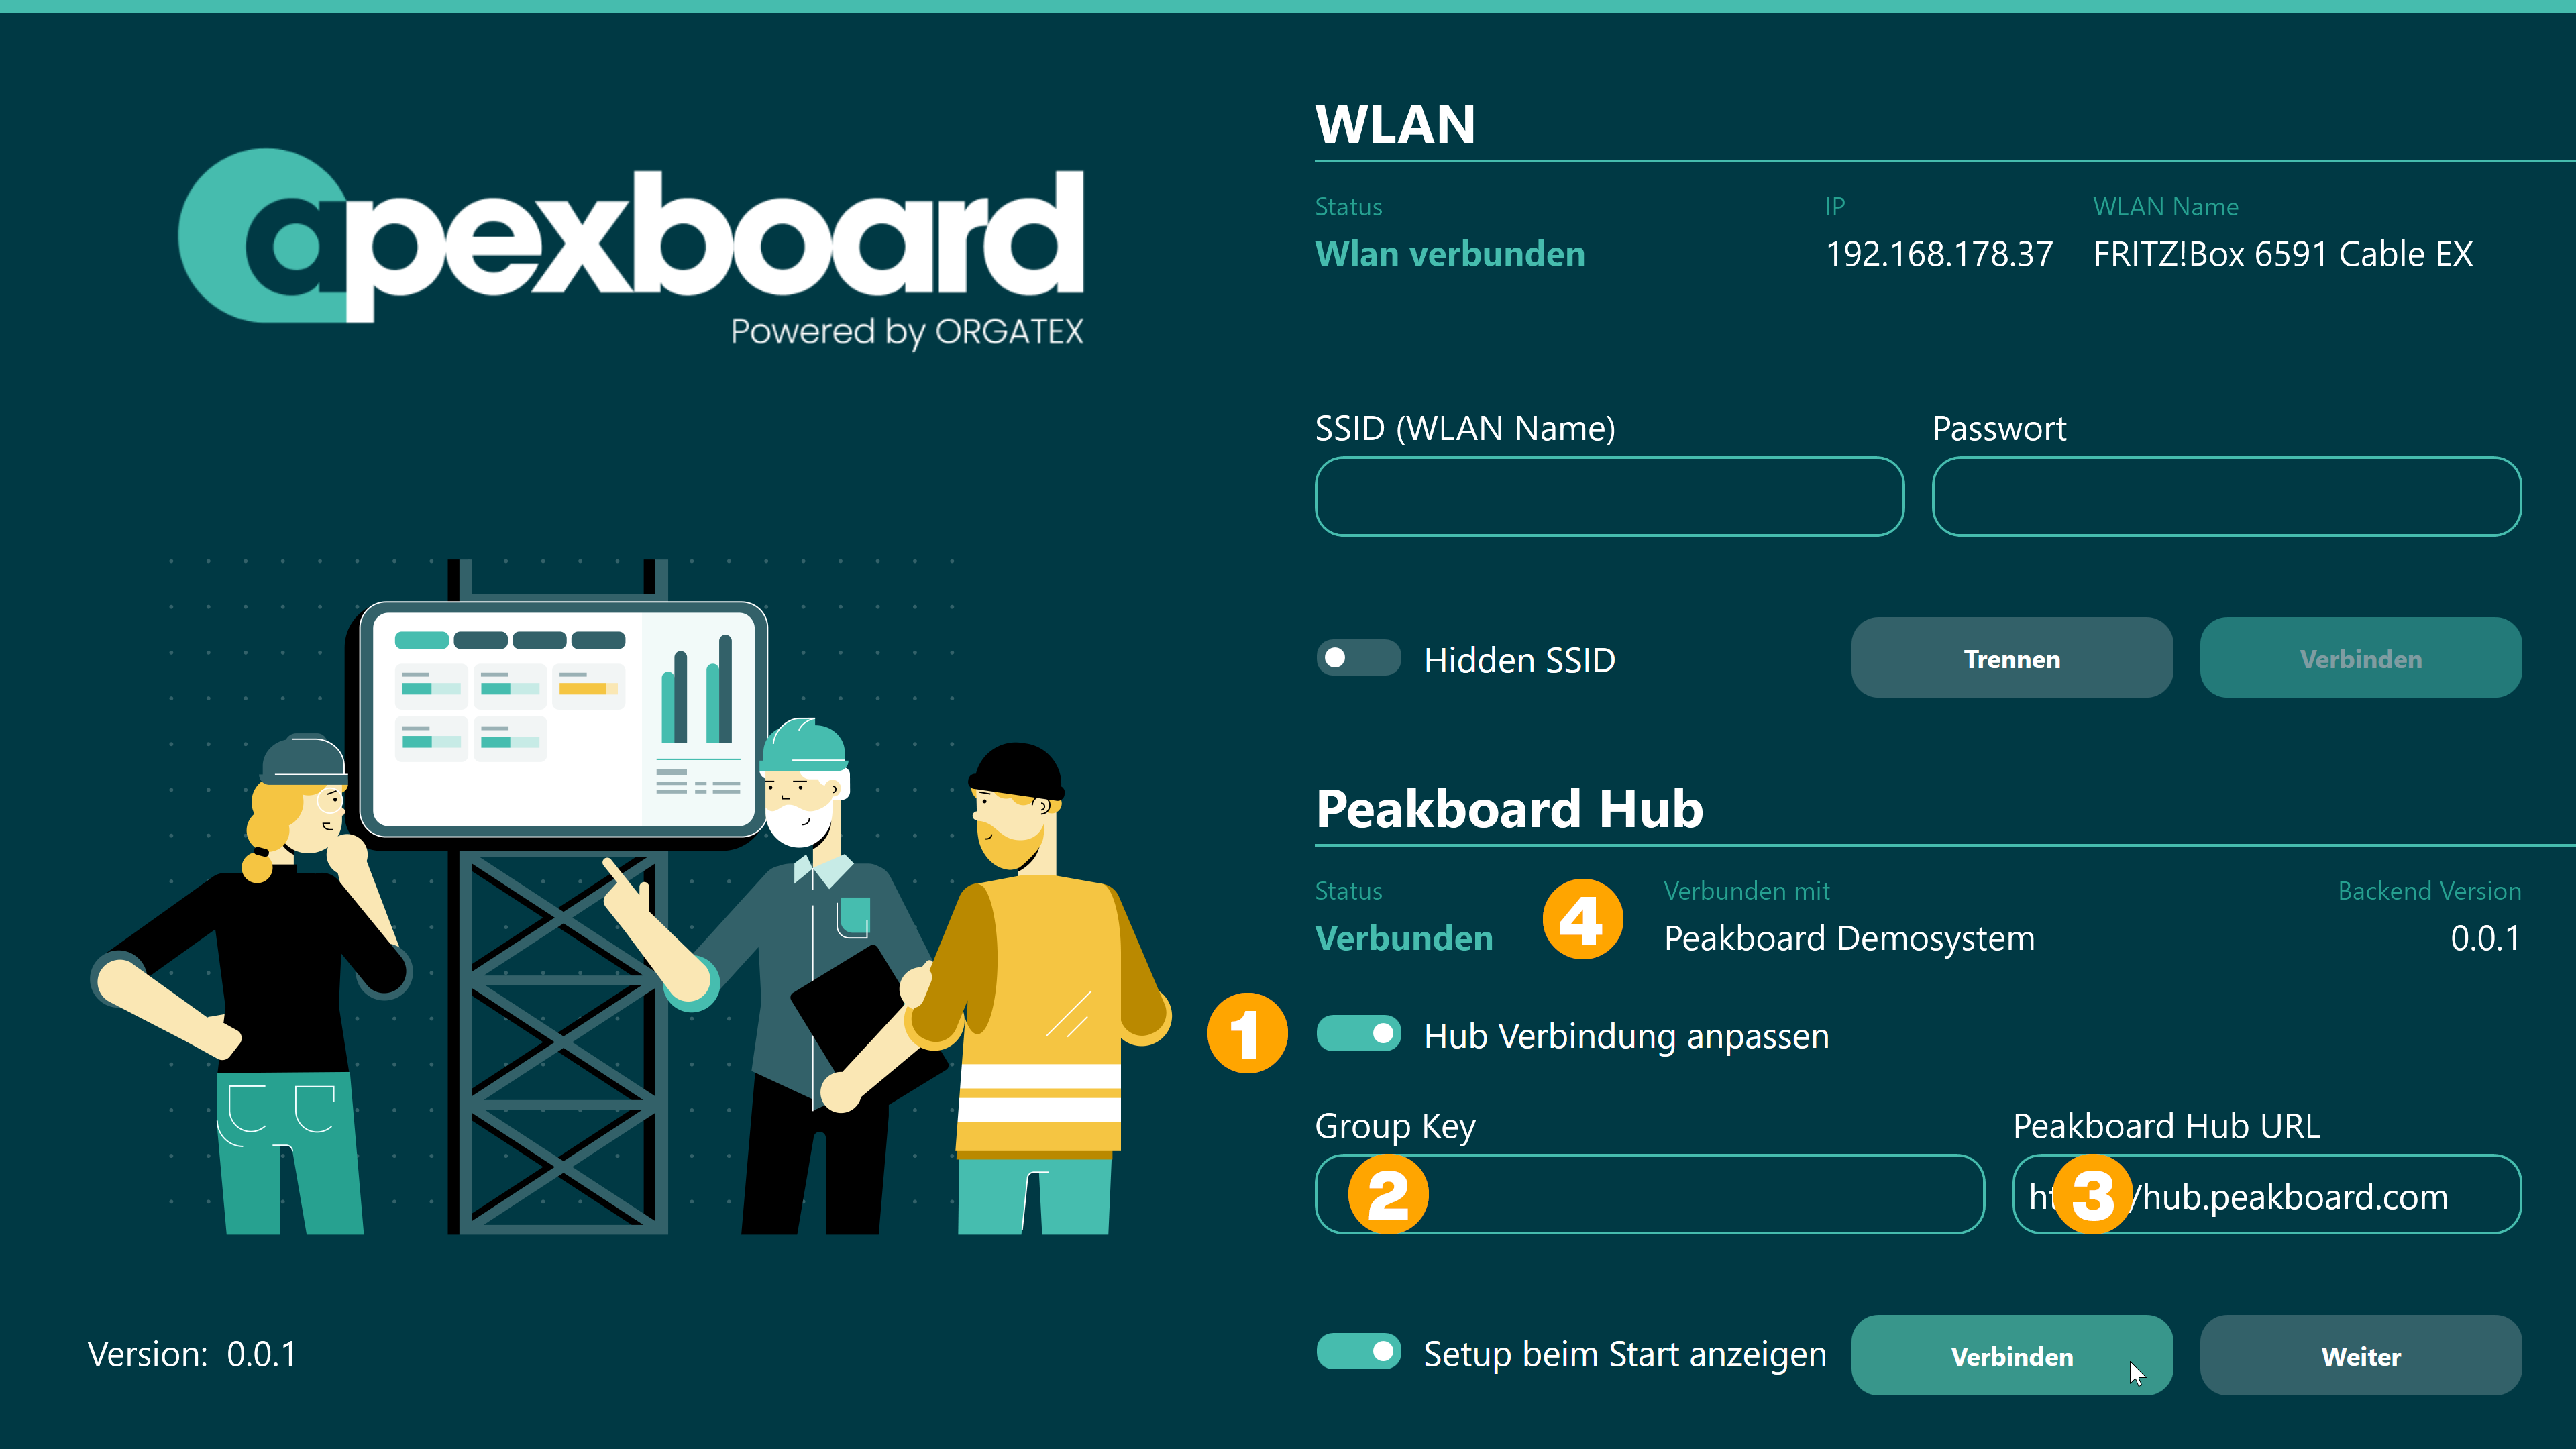 apexboard
Powered by ORGATEX
Version: 0.0.1
WLAN
Status
Wlan verbunden
IP
192.168.178.37
WLAN Name
FRITZ!Box 6591 Cable EX
SSID (WLAN Name)
Passwort
Hidden SSID
Trennen
Verbinden
Peakboard Hub
Status
Verbunden
4
Verbunden mit
Peakboard Demosystem
Backend Version
0.0.1
1
Hub Verbindung anpassen
Group Key
2
Peakboard Hub URL
3
/hub.peakboard.com
Setup beim Start anzeigen
Verbinden
Weiter